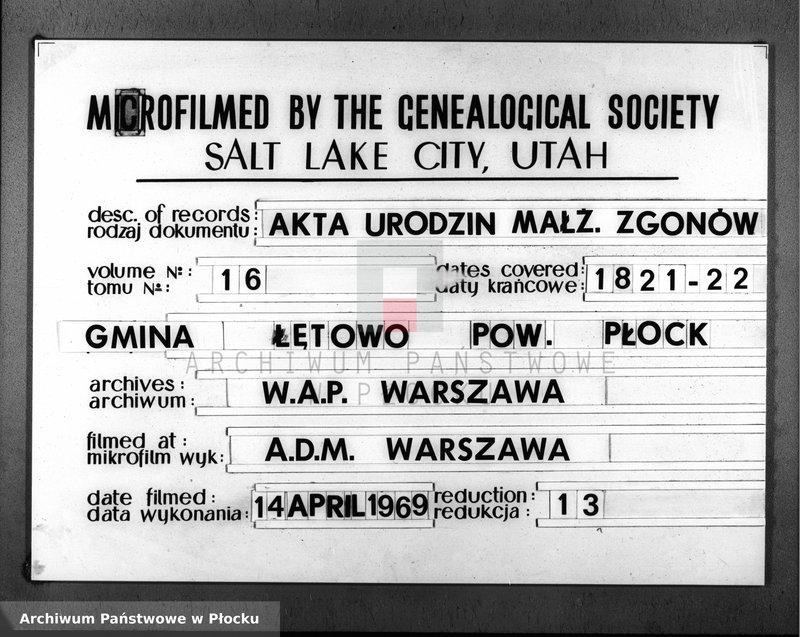 MICROFILMED BY THE GENEALOGICAL SOCIETY
SALT LAKE CITY, UTAH
desc. of records: AKTA URODZIN MAŁŻ. ZGONÓW
rodzaj dokumentu:
volume №: 16 dates covered: 1821-22
tomu №: daty krańcowe:
GMINA ŁĘTOWO POW. PŁOCK
ARCHIWUM PAŃSTWOWE
W PŁOCKU
archives: W.A.P. WARSZAWA
archiwum:
filmed at: A.D.M. WARSZAWA
mikrofilm wyk:
date filmed: 14 APRIL 1969 reduction: 13
data wykonania: redukcja:
Archiwum Państwowe w Płocku